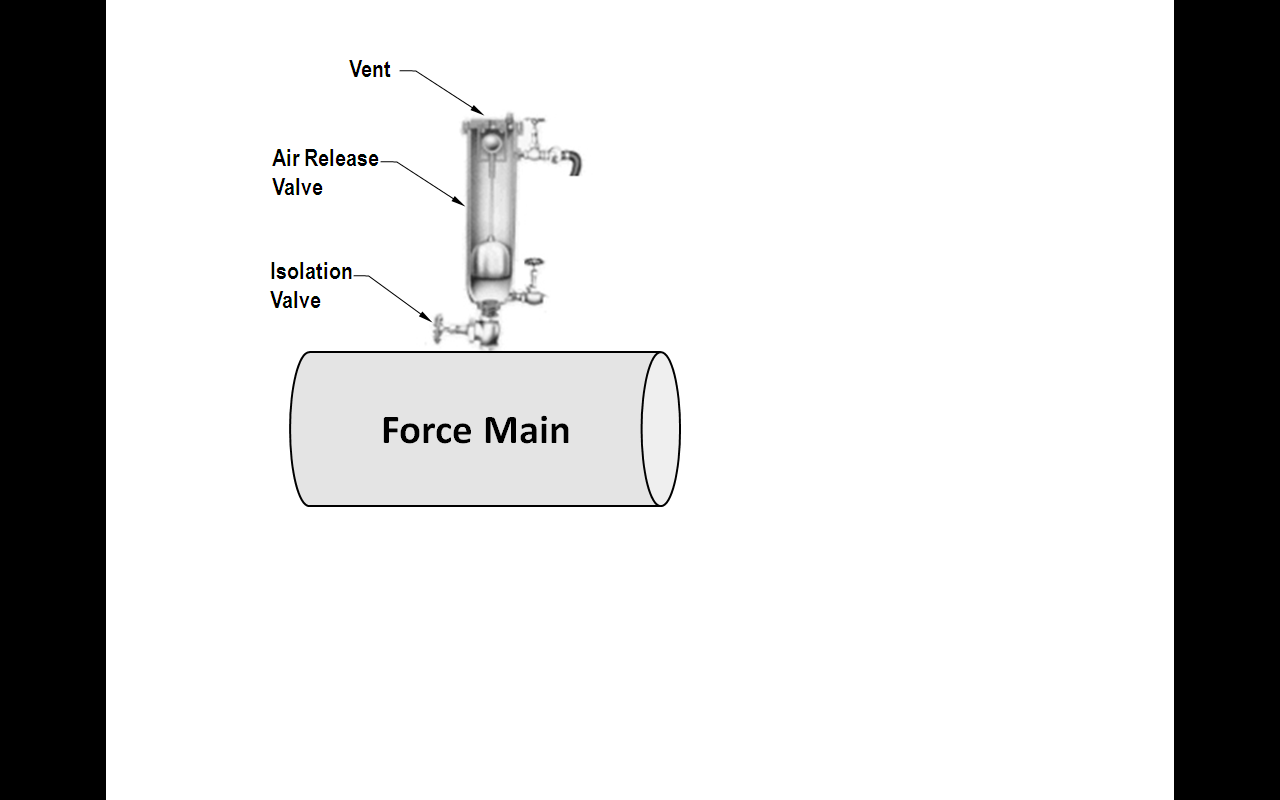 Vent
Air Release
Valve
Isolation
Valve
Force Main